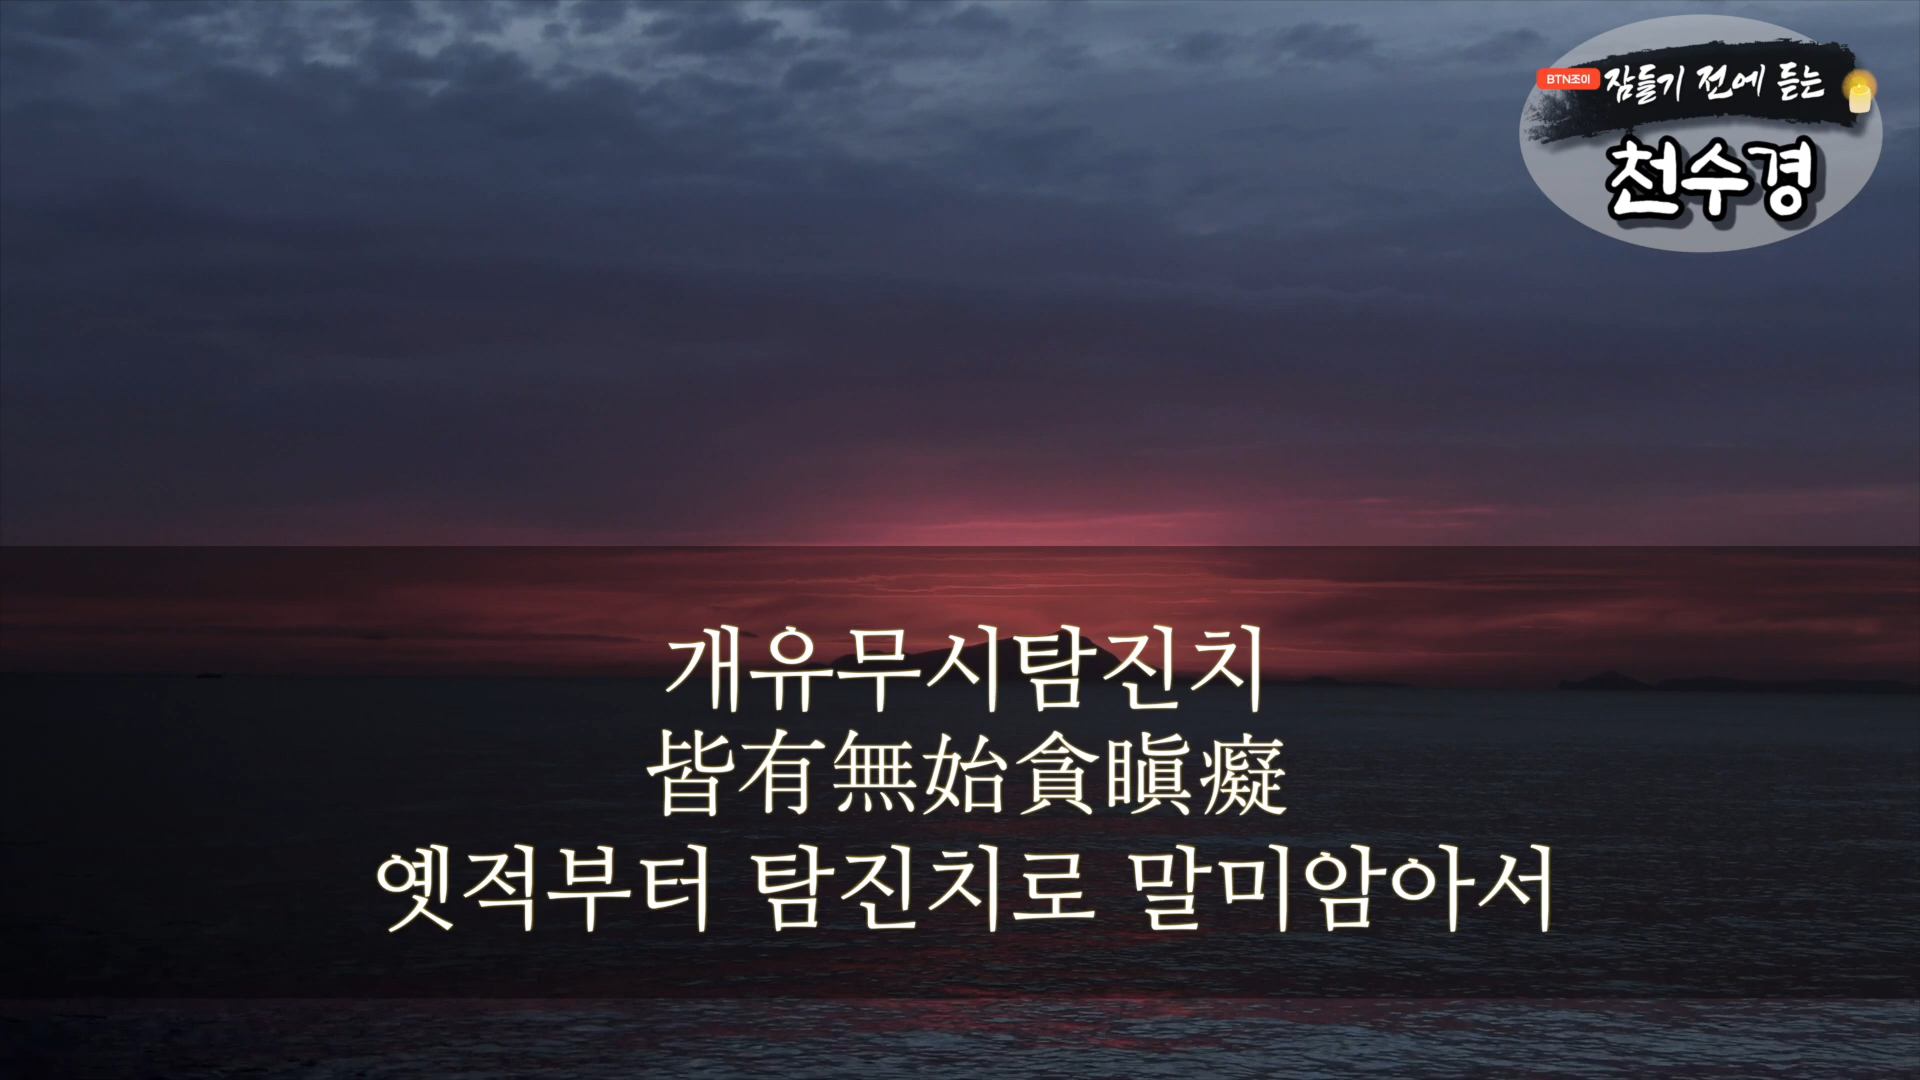 BTN조이 잠들기 전에 듣는
천수경
개유무시탐진치
皆有無始貪瞋癡
옛적부터 탐진치로 말미암아서